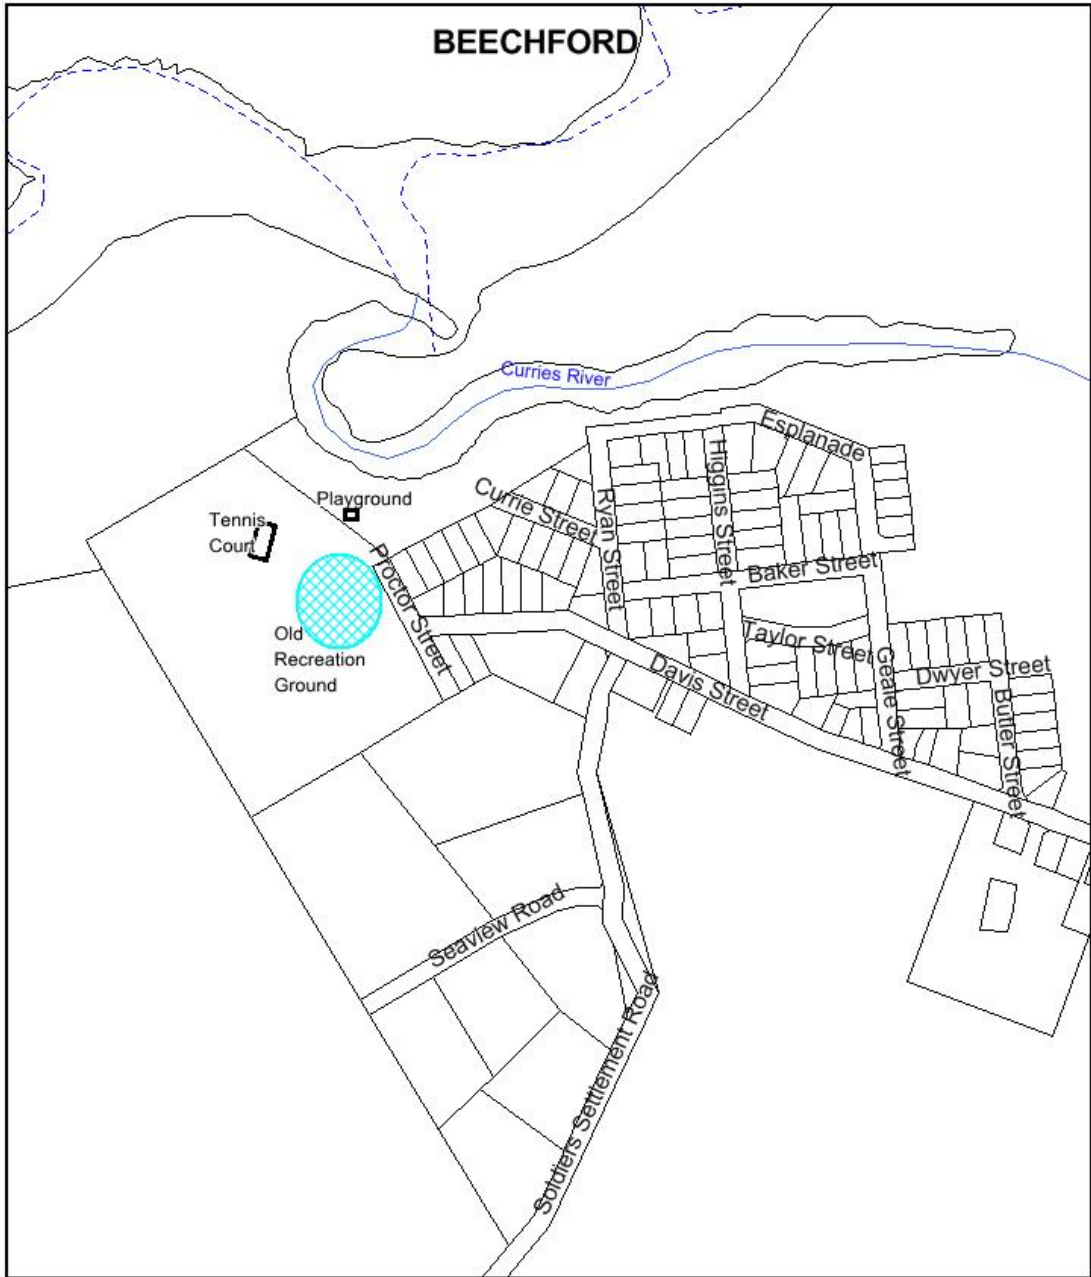 BEECHFORD
Curries River
Esplanade
Higgins Street
Currie Street
Ryan Street
Playground
Tennis
Court
Proctor Street
Baker Street
Old
Recreation
Ground
Taylor Street
Davis Street
Geale Street
Dwyer Street
Butler Street
Seaview Road
Soldiers Settlement Road